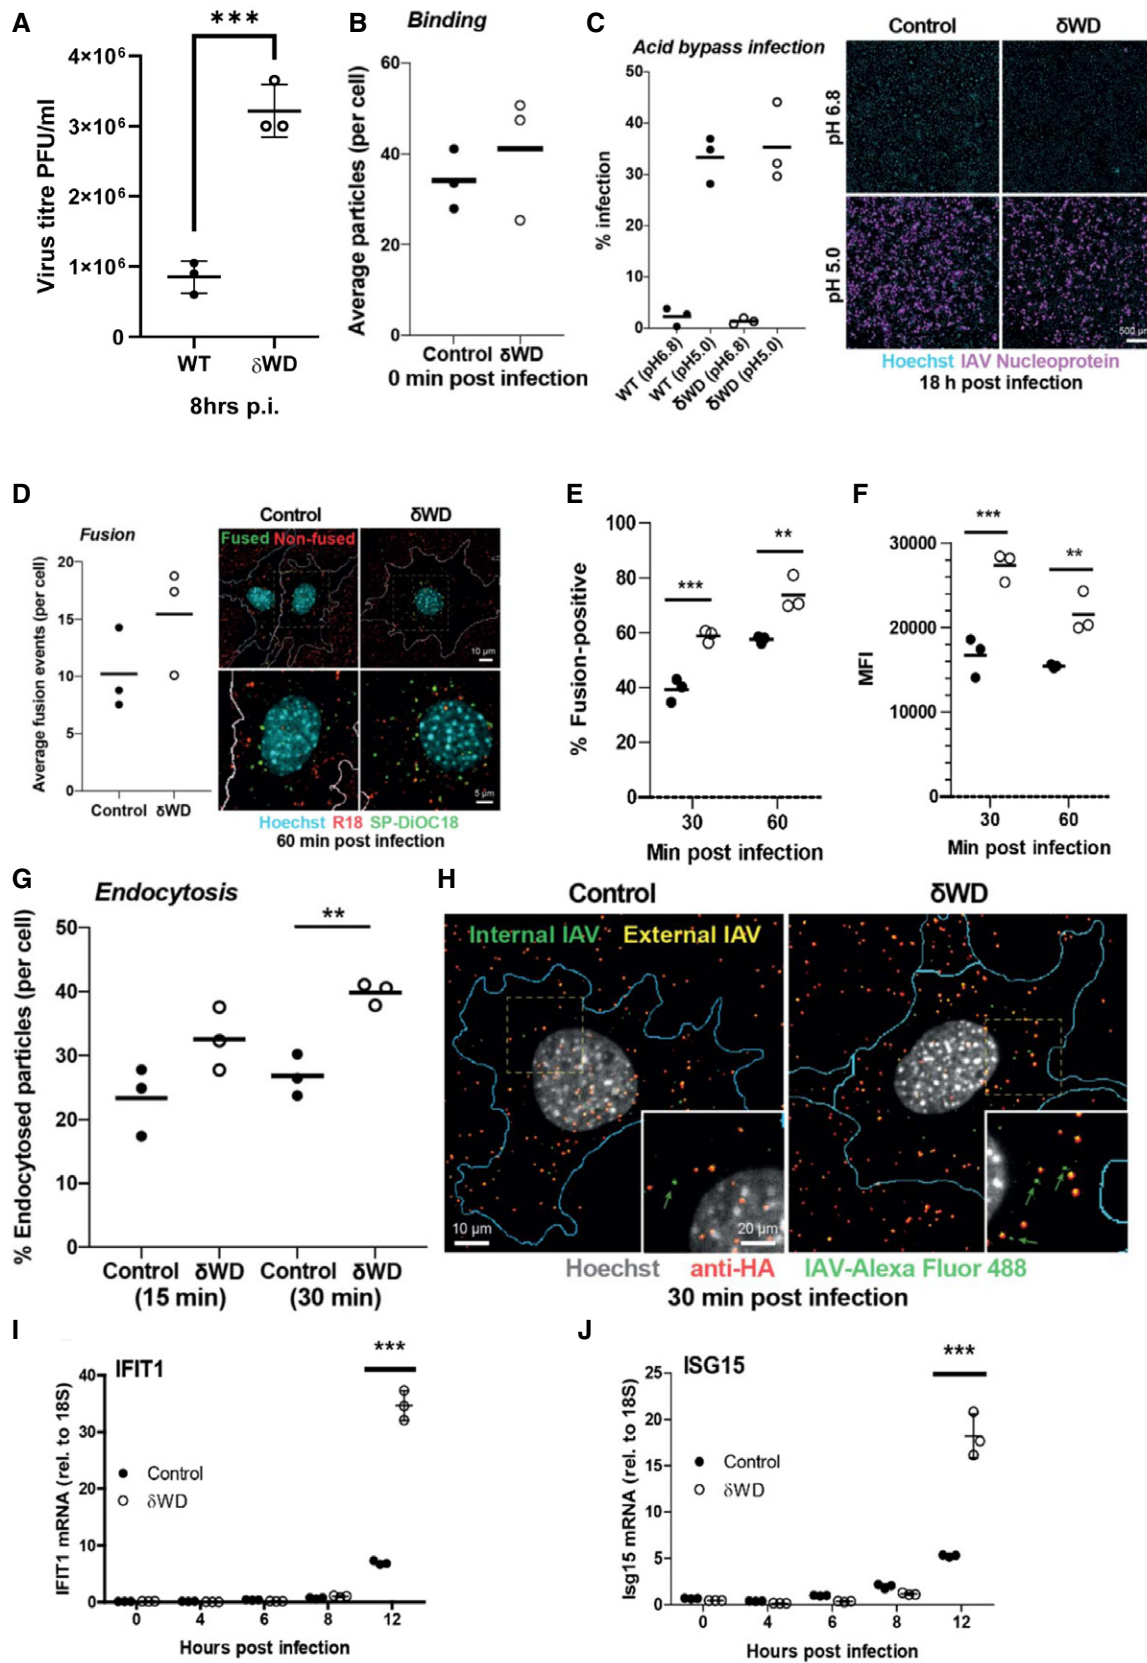 A
***
Virus titre PFU/ml
4×10⁶
3×10⁶
2×10⁶
1×10⁶
0
WT δWD
8hrs p.i.
B
Binding
Average particles (per cell)
60
40
20
0
Control δWD
0 min post infection
C
Acid bypass infection
% infection
50
40
30
20
10
0
WT (pH6.8)
WT (pH5.0)
δWD (pH6.8)
δWD (pH5.0)
Control δWD
pH 6.8
pH 5.0
500 µm
Hoechst IAV Nucleoprotein
18 h post infection
D
Fusion
Average fusion events (per cell)
20
15
10
5
0
Control δWD
Control δWD
Fused Non-fused
10 µm
5 µm
Hoechst R18 SP-DiOC18
60 min post infection
E
% Fusion-positive
100
80
60
40
20
0
***
**
30 60
Min post infection
F
MFI
30000
20000
10000
0
***
**
30 60
Min post infection
G
Endocytosis
% Endocytosed particles (per cell)
50
40
30
20
10
0
**
Control δWD Control δWD
(15 min) (30 min)
H
Control δWD
Internal IAV External IAV
10 µm
20 µm
Hoechst anti-HA IAV-Alexa Fluor 488
30 min post infection
I
IFIT1
***
IFIT1 mRNA (rel. to 18S)
40
30
20
10
0
Control
δWD
0 4 6 8 12
Hours post infection
J
ISG15
***
Isg15 mRNA (rel. to 18S)
25
20
15
10
5
0
Control
δWD
0 4 6 8 12
Hours post infection